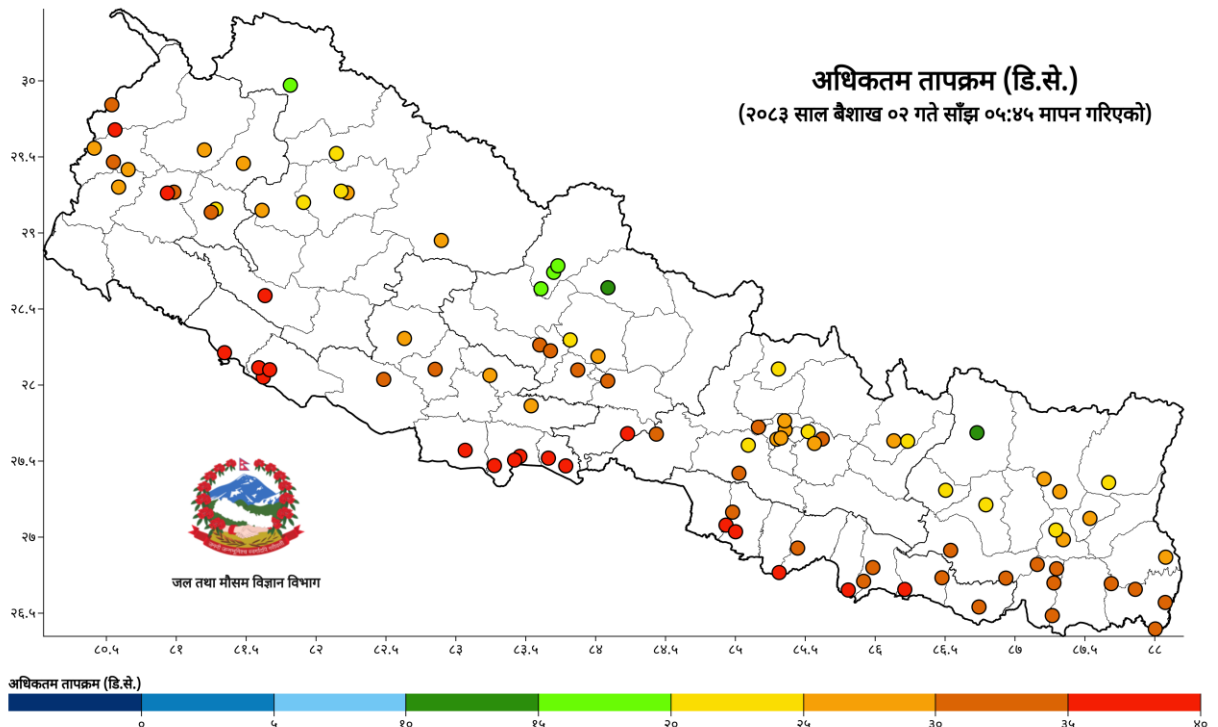 अधिकतम तापक्रम (डि.से.)
(२०८३ साल बैशाख ०२ गते साँझ ०५:४५ मापन गरिएको)
३०
२९.५
२९
२८.५
२८
२७.५
२७
२६.५
जल तथा मौसम विज्ञान विभाग
८०.५ ८१ ८१.५ ८२ ८२.५ ८३ ८३.५ ८४ ८४.५ ८५ ८५.५ ८६ ८६.५ ८७ ८७.५ ८८
अधिकतम तापक्रम (डि.से.)
० ५ १० १५ २० २५ ३० ३५ ४०